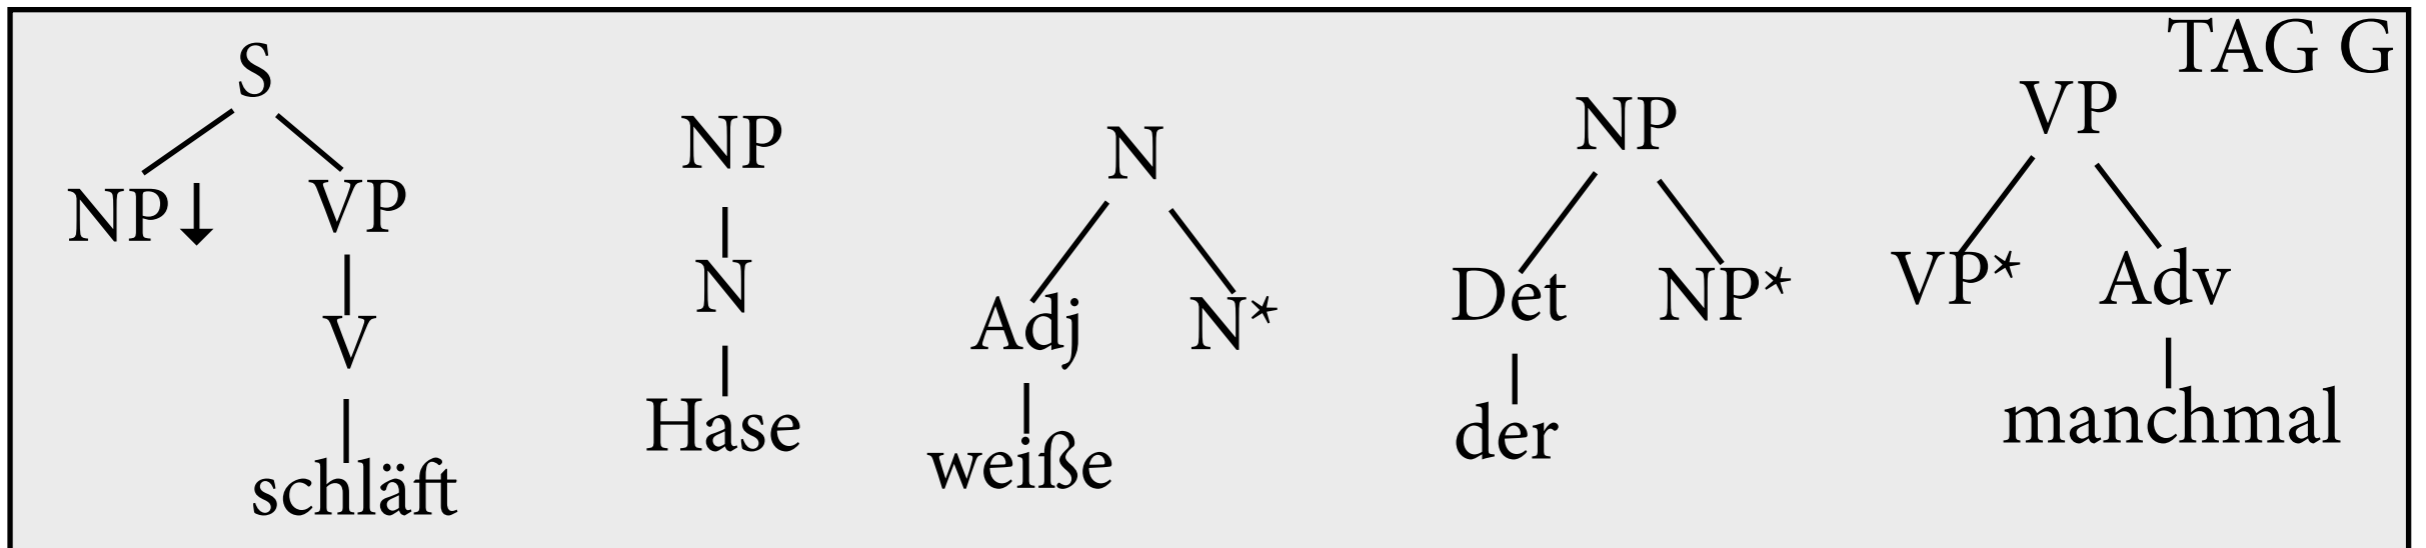 TAG G
S
NP↓ VP
V
schläft
NP
N
Hase
N
Adj N*
weiße
NP
Det NP*
der
VP
VP* Adv
manchmal